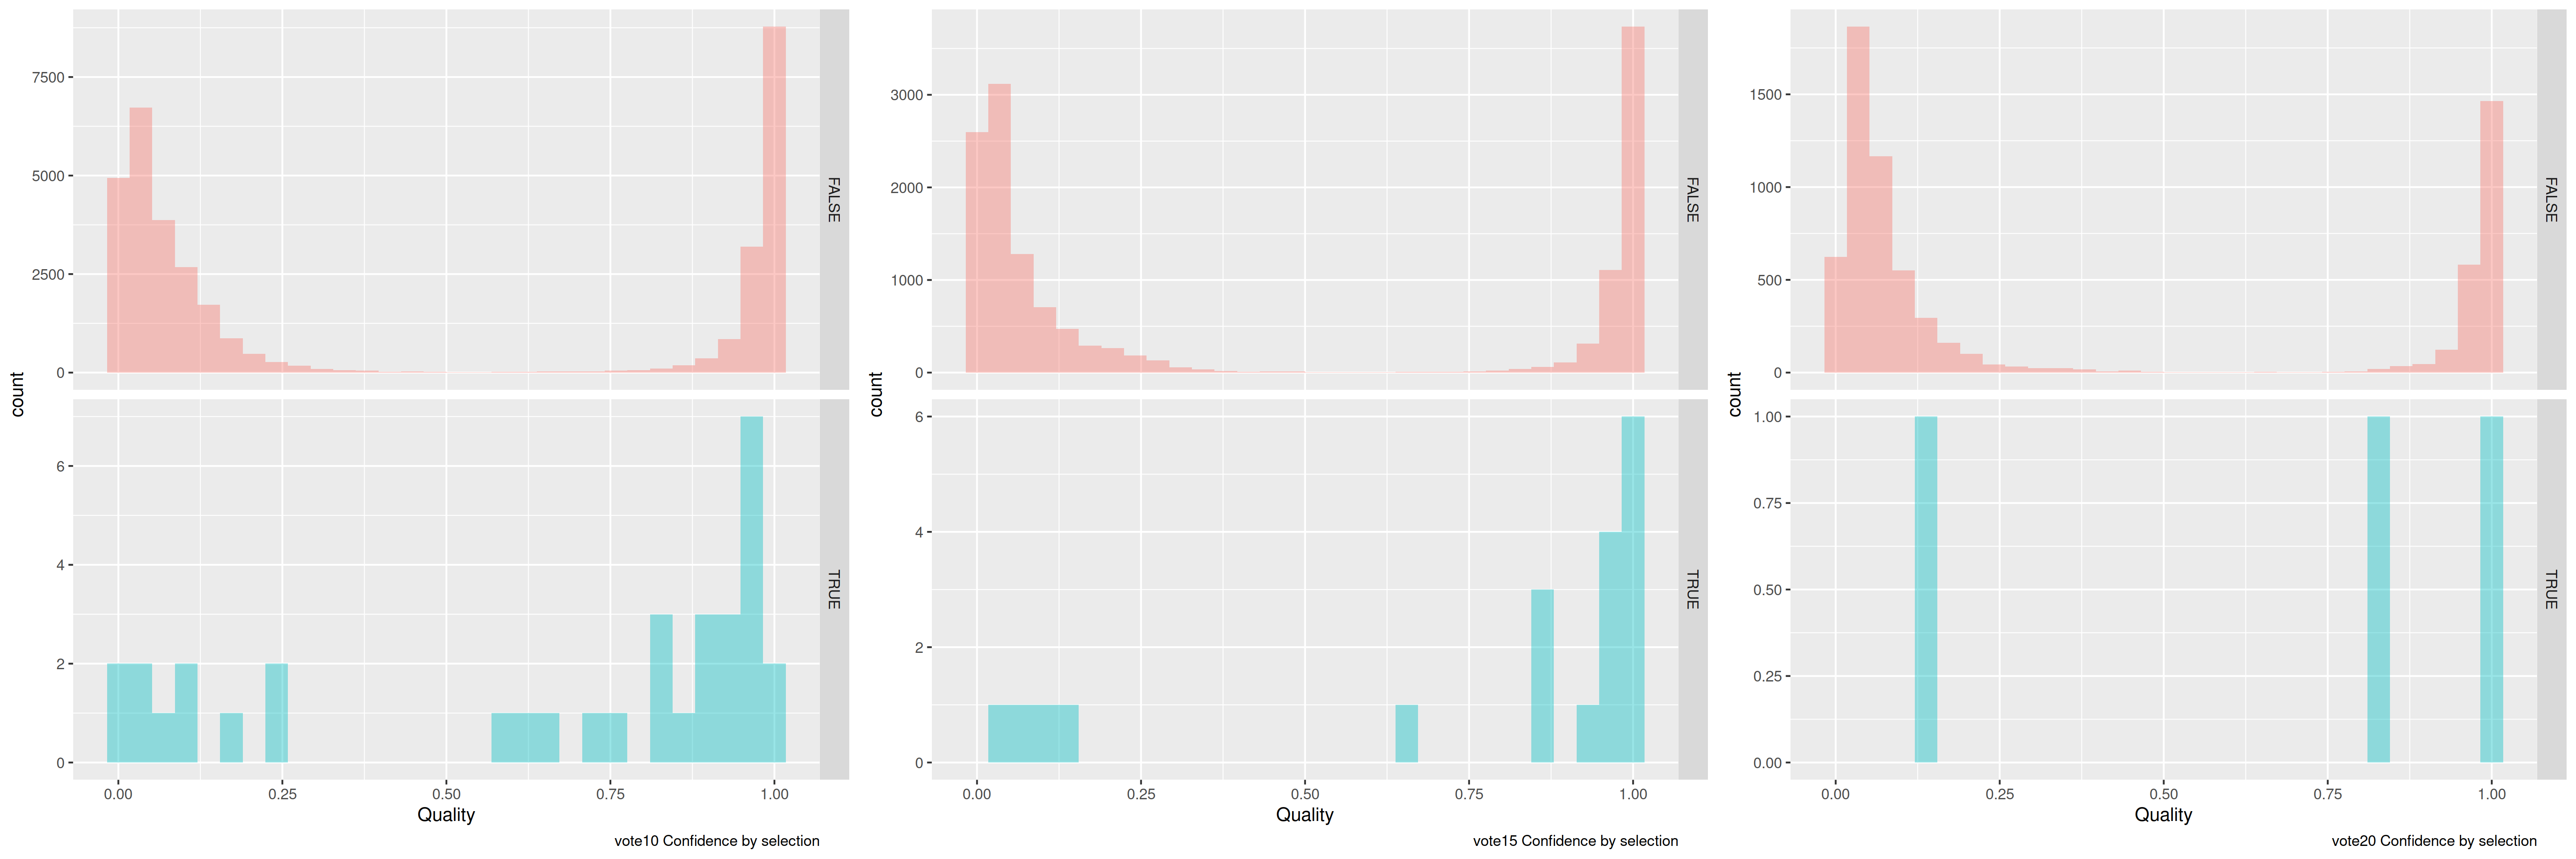 count
7500
5000
2500
0
FALSE
6
4
2
0
TRUE
0.00 0.25 0.50 0.75 1.00
Quality
vote10 Confidence by selection
count
3000
2000
1000
0
FALSE
6
4
2
0
TRUE
0.00 0.25 0.50 0.75 1.00
Quality
vote15 Confidence by selection
count
1500
1000
500
0
FALSE
1.00
0.75
0.50
0.25
0.00
TRUE
0.00 0.25 0.50 0.75 1.00
Quality
vote20 Confidence by selection